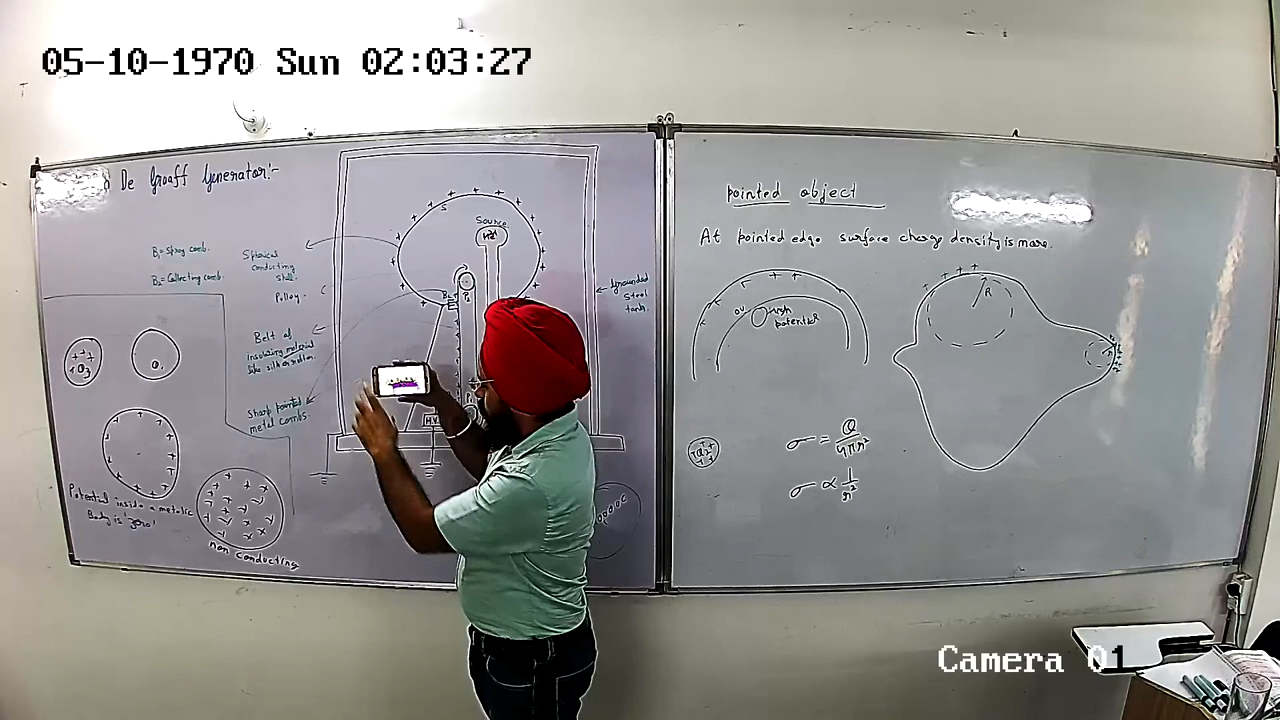 05-10-1970 Sun 02:03:27
De Graaff Generator:-
B₁= Spray comb.
B₂= Collecting comb.
Spherical
conducting
shell
Pulley
Belt of
insulating material
like silk
Sharp pointed
metal combs.
Source
B₂
P₂
H.V
Grounded
Steel
tank.
Potential inside a metalic
Body is zero!
non conducting
pointed object
At pointed edge surface charge density is more.
high
potential
R
σ = Q/4πr²
σ ∝ 1/r²
Camera 01